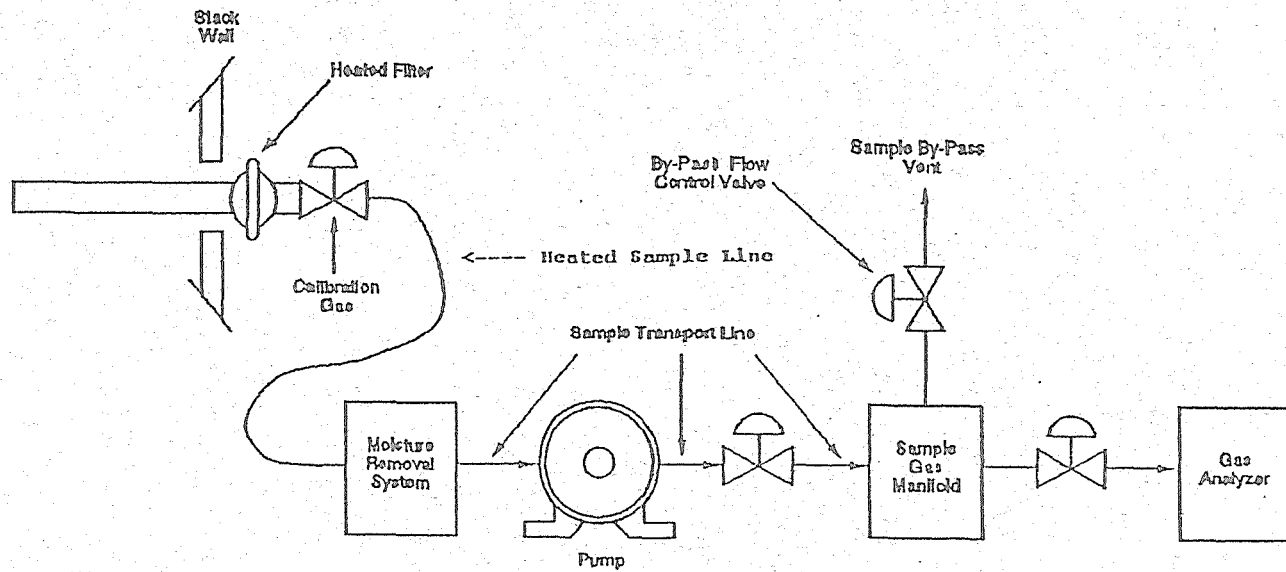 Stack
Wall
Heated Filter
By-Pass Flow
Control Valve
Sample By-Pass
Vent
<---- Heated Sample Line
Calibration
Gas
Sample Transport Line
Moisture
Removal
System
Sample
Gas
Manifold
Gas
Analyzer
Pump